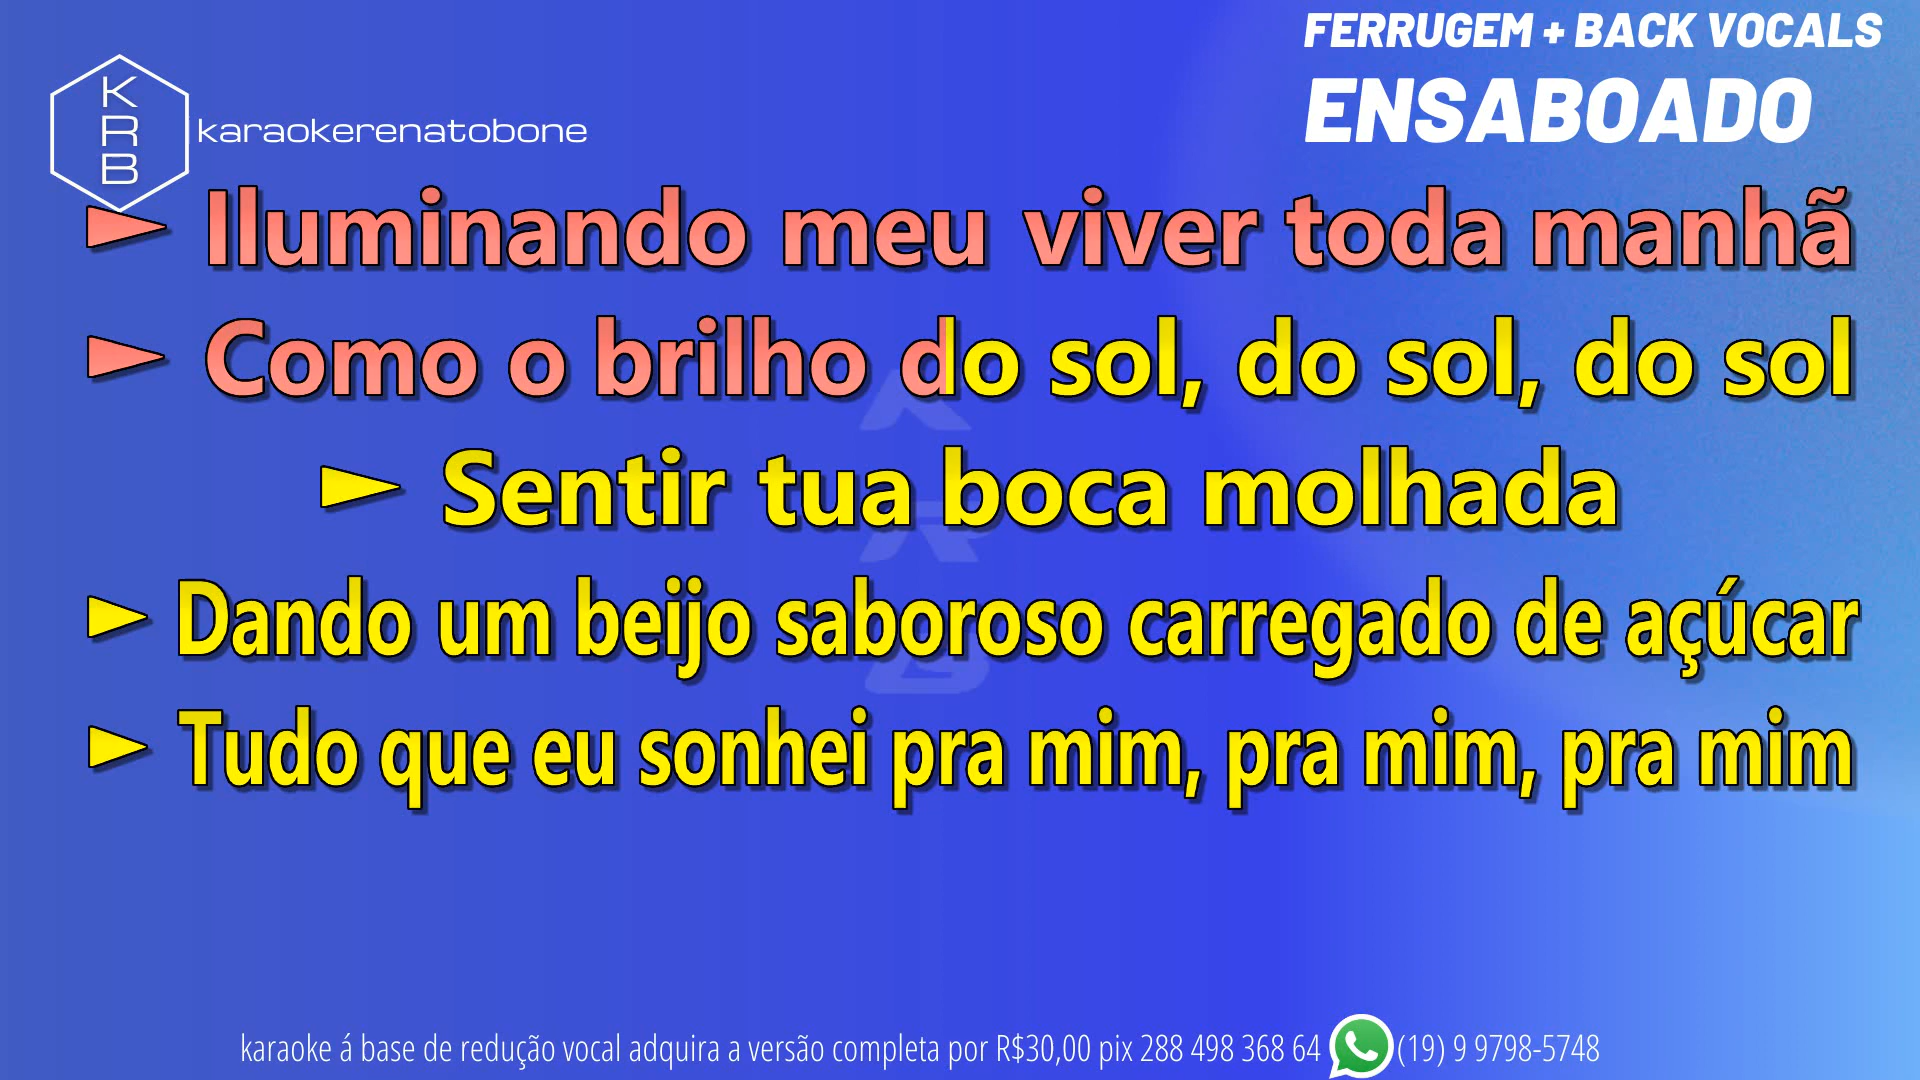 FERRUGEM + BACK VOCALS
ENSABOADO
KRB
karaokerenatobone
► Iluminando meu viver toda manhã
► Como o brilho do sol, do sol, do sol
► Sentir tua boca molhada
► Dando um beijo saboroso carregado de açúcar
► Tudo que eu sonhei pra mim, pra mim, pra mim
KRB
karaoke á base de redução vocal adquira a versão completa por R$30,00 pix 288 498 368 64 (19) 9 9798-5748